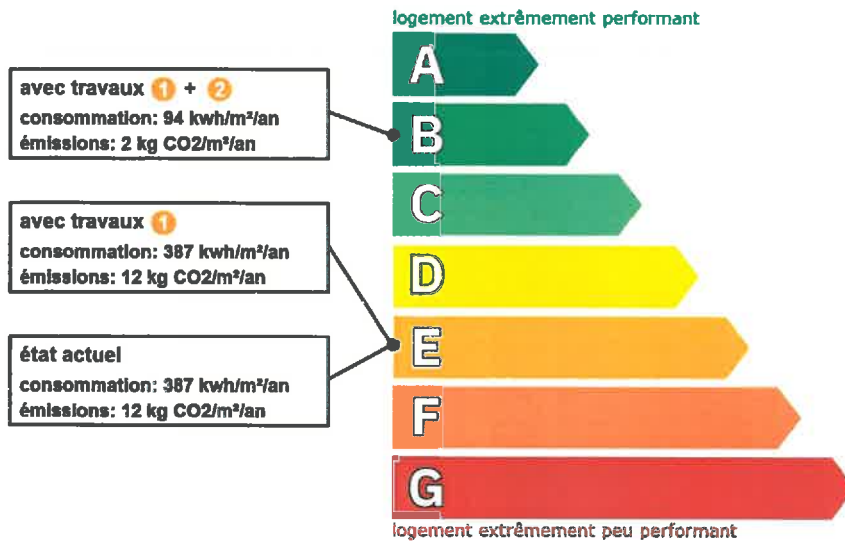 logement extrêmement performant
A
avec travaux 1 + 2
consommation: 94 kwh/m²/an
émissions: 2 kg CO2/m²/an
B
C
avec travaux 1
consommation: 387 kwh/m²/an
émissions: 12 kg CO2/m²/an
D
E
état actuel
consommation: 387 kwh/m²/an
émissions: 12 kg CO2/m²/an
F
G
logement extrêmement peu performant